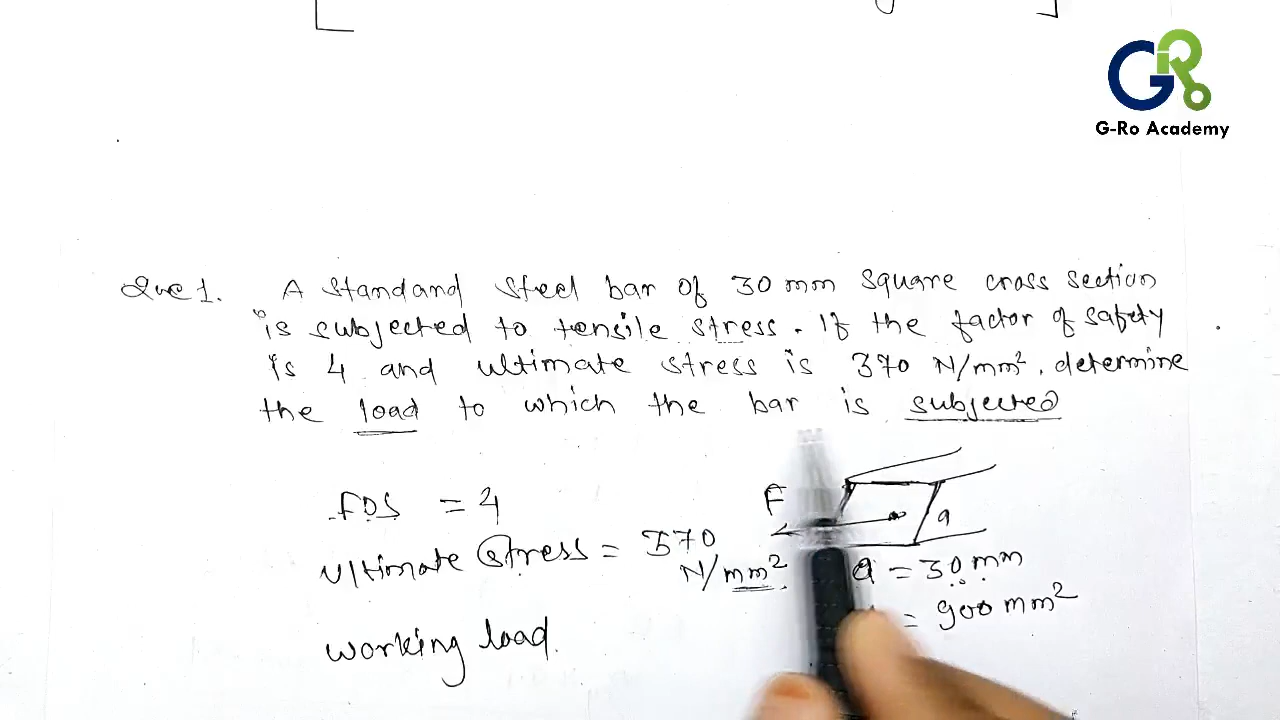 G-Ro Academy
Que 1. A standard steel bar of 30 mm square cross section
is subjected to tensile stress. If the factor of safety
is 4 and ultimate stress is 370 N/mm². determine
the load to which the bar is subjected
FOS = 4
F
a
Ultimate stress = 370
N/mm²
a = 30 mm
= 900 mm²
working load.